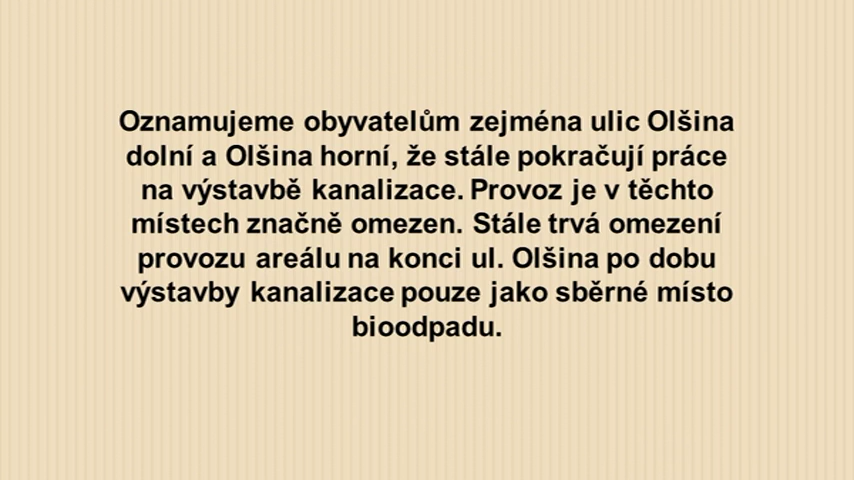 Oznamujeme obyvatelům zejména ulic Olšina
dolní a Olšina horní, že stále pokračují práce
na výstavbě kanalizace. Provoz je v těchto
místech značně omezen. Stále trvá omezení
provozu areálu na konci ul. Olšina po dobu
výstavby kanalizace pouze jako sběrné místo
bioodpadu.